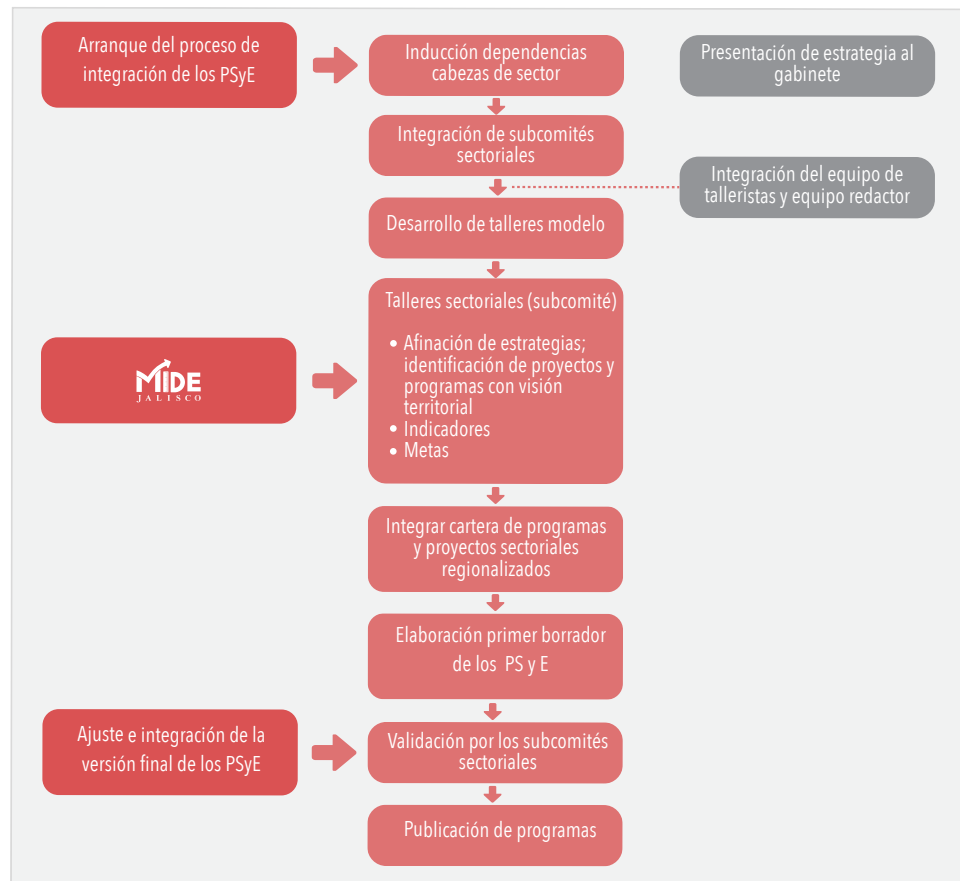 Arranque del proceso de
integración de los PSyE
Inducción dependencias
cabezas de sector
Presentación de estrategia al
gabinete
Integración de subcomités
sectoriales
Integración del equipo de
talleristas y equipo redactor
Desarrollo de talleres modelo
Talleres sectoriales (subcomité)
• Afinación de estrategias;
identificación de proyectos y
programas con visión
territorial
• Indicadores
• Metas
MIDE
JALISCO
Integrar cartera de programas
y proyectos sectoriales
regionalizados
Elaboración primer borrador
de los PS y E
Ajuste e integración de la
versión final de los PSyE
Validación por los subcomités
sectoriales
Publicación de programas